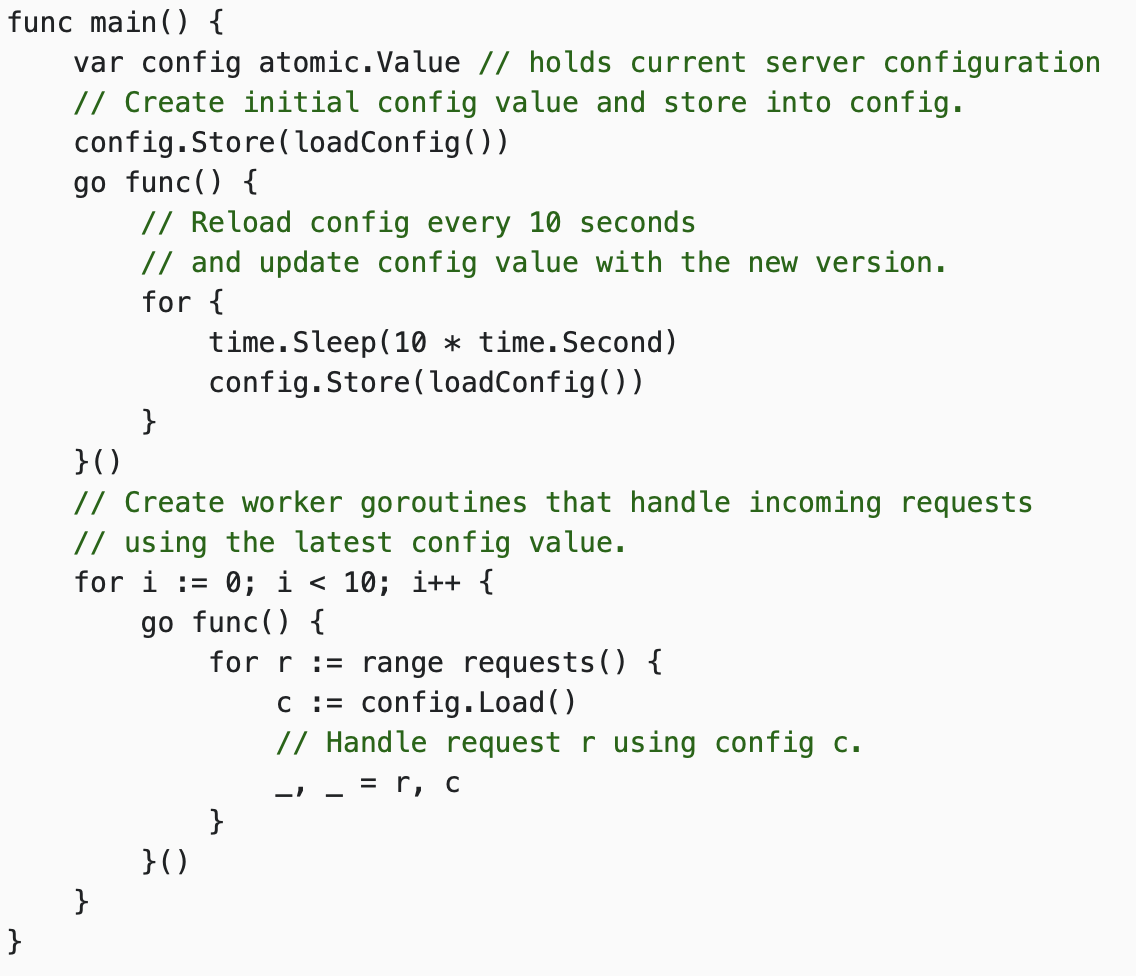 func main() {
    var config atomic.Value // holds current server configuration
    // Create initial config value and store into config.
    config.Store(loadConfig())
    go func() {
        // Reload config every 10 seconds
        // and update config value with the new version.
        for {
            time.Sleep(10 * time.Second)
            config.Store(loadConfig())
        }
    }()
    // Create worker goroutines that handle incoming requests
    // using the latest config value.
    for i := 0; i < 10; i++ {
        go func() {
            for r := range requests() {
                c := config.Load()
                // Handle request r using config c.
                _, _ = r, c
            }
        }()
    }
}